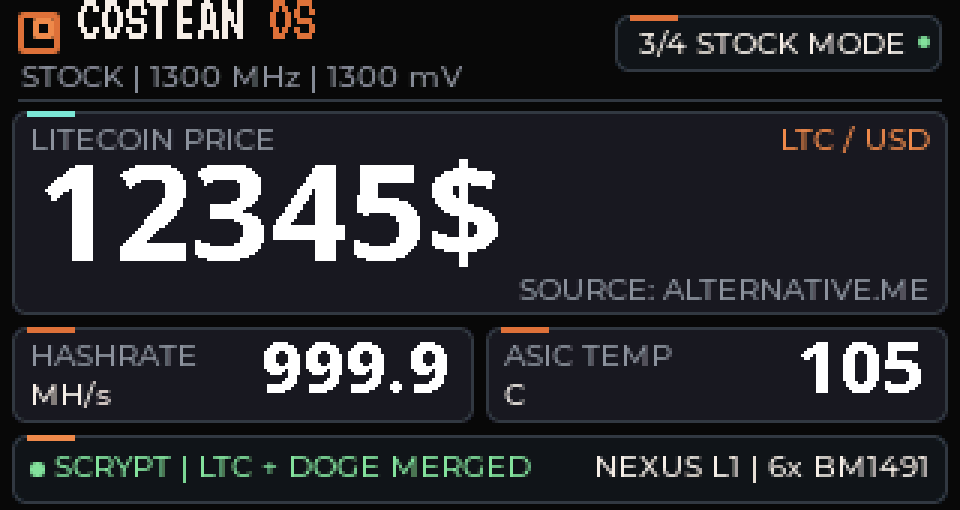 COSTEAN OS
3/4 STOCK MODE
STOCK | 1300 MHz | 1300 mV
LITECOIN PRICE
LTC / USD
12345$
SOURCE: ALTERNATIVE.ME
HASHRATE
MH/s
999.9
ASIC TEMP
C
105
SCRYPT | LTC + DOGE MERGED
NEXUS L1 | 6x BM1491